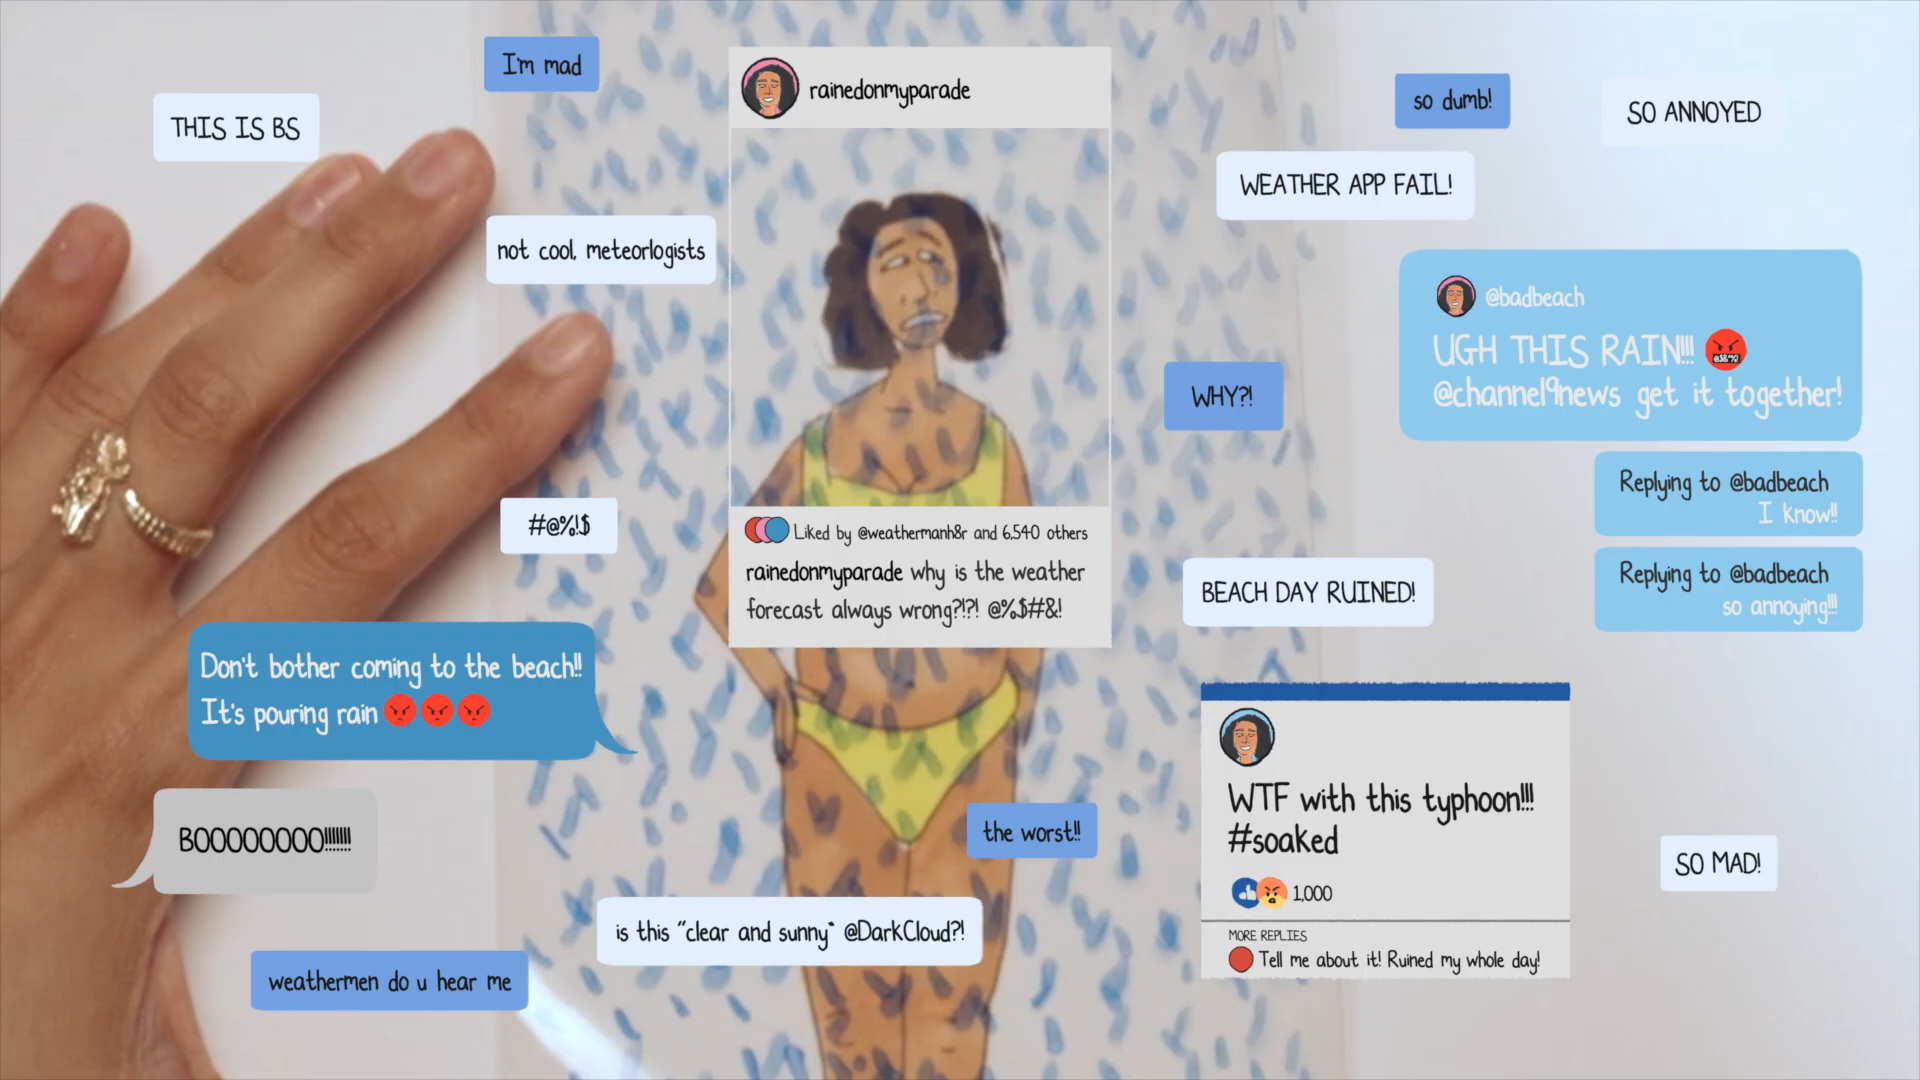 I'm mad
THIS IS BS
not cool, meteorlogists
#@%!$
Don't bother coming to the beach!!
It's pouring rain
BOOOOOOOO!!!!!!!
weathermen do u hear me
rainedonmyparade
Liked by @weathermanh8r and 6,540 others
rainedonmyparade why is the weather
forecast always wrong?!?! @%$#&!
the worst!!
is this "clear and sunny" @DarkCloud?!
so dumb!
SO ANNOYED
WEATHER APP FAIL!
@badbeach
UGH THIS RAIN!!!
@channel9news get it together!
WHY?!
Replying to @badbeach
I know!!
Replying to @badbeach
so annoying!!!
BEACH DAY RUINED!
WTF with this typhoon!!!
#soaked
1,000
MORE REPLIES
Tell me about it! Ruined my whole day!
SO MAD!